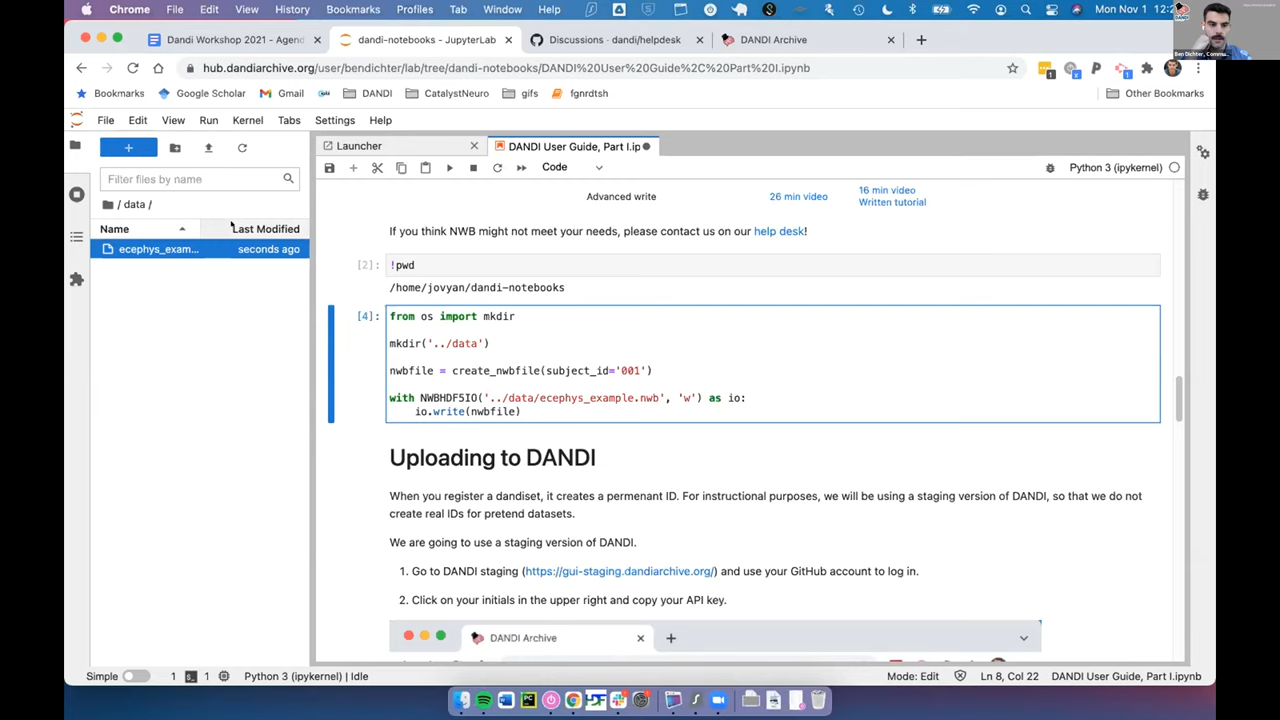 Chrome File Edit View History Bookmarks Profiles Tab Window Help Mon Nov 1 12:2
Ben Dichter, Commu...
Dandi Workshop 2021 - Agend
dandi-notebooks - JupyterLab
Discussions · dandi/helpdesk
DANDI Archive
hub.dandiarchive.org/user/bendichter/lab/tree/dandi-notebooks/DANDI%20User%20Guide%2C%20Part%20I.ipynb
Bookmarks Google Scholar Gmail DANDI CatalystNeuro gifs fgnrdtsh Other Bookmarks
File Edit View Run Kernel Tabs Settings Help
Launcher
DANDI User Guide, Part I.ip
Code
Python 3 (ipykernel)
Filter files by name
/ data /
Name Last Modified
ecephys_exam... seconds ago
Advanced write
26 min video
16 min video
Written tutorial
If you think NWB might not meet your needs, please contact us on our help desk!
[2]: !pwd
/home/jovyan/dandi-notebooks
[4]: from os import mkdir
mkdir('../data')
nwbfile = create_nwbfile(subject_id='001')
with NWBHDF5IO('../data/ecephys_example.nwb', 'w') as io:
io.write(nwbfile)
Uploading to DANDI
When you register a dandiset, it creates a permenant ID. For instructional purposes, we will be using a staging version of DANDI, so that we do not
create real IDs for pretend datasets.
We are going to use a staging version of DANDI.
1. Go to DANDI staging (https://gui-staging.dandiarchive.org/) and use your GitHub account to log in.
2. Click on your initials in the upper right and copy your API key.
DANDI Archive
Simple 1 1 Python 3 (ipykernel) | Idle Mode: Edit Ln 8, Col 22 DANDI User Guide, Part I.ipynb